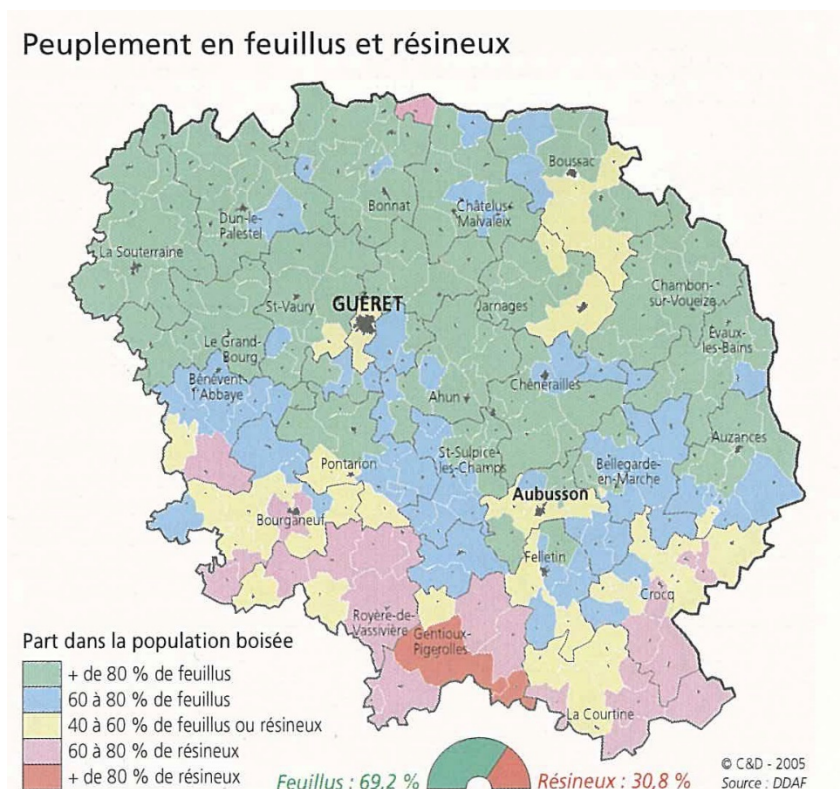 Peuplement en feuillus et résineux
Boussac
Bonnat
Châtelus-
Malvaleix
Dun-le-
Palestel
La Souterraine
Chambon-
sur-Voueize
St-Vaury
GUÉRET
Jarnages
Évaux-
les-Bains
Le Grand-
Bourg
Bénévent-
l'Abbaye
Ahun
Chénérailles
Auzances
St-Sulpice-
les-Champs
Bellegarde-
en-Marche
Pontarion
Aubusson
Bourganeuf
Felletin
Crocq
Royère-de-
Vassivière
Gentioux-
Pigerolles
La Courtine
Part dans la population boisée
+ de 80 % de feuillus
60 à 80 % de feuillus
40 à 60 % de feuillus ou résineux
60 à 80 % de résineux
+ de 80 % de résineux
Feuillus : 69,2 %
Résineux : 30,8 %
© C&D - 2005
Source : DDAF